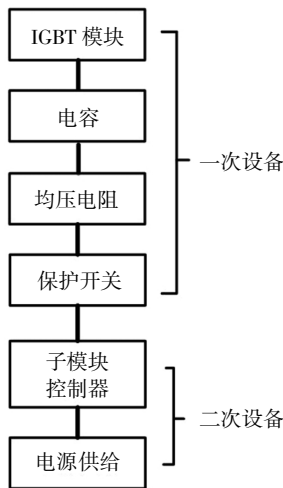 IGBT 模块
电容
均压电阻
一次设备
保护开关
子模块
控制器
二次设备
电源供给